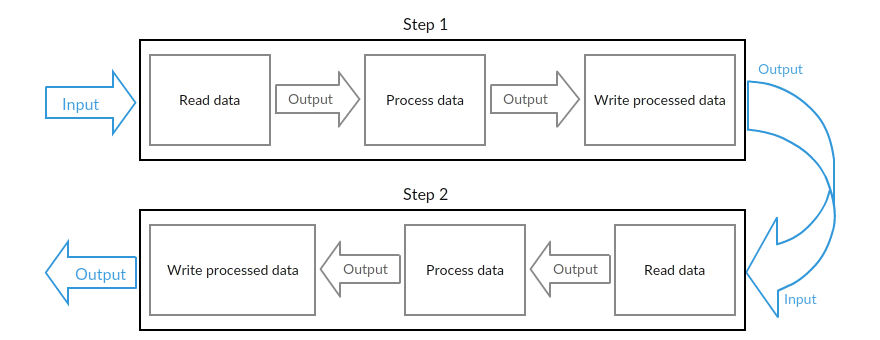 Step 1
Output
Input
Read data
Output
Process data
Output
Write processed data
Step 2
Output
Write processed data
Output
Process data
Output
Read data
Input